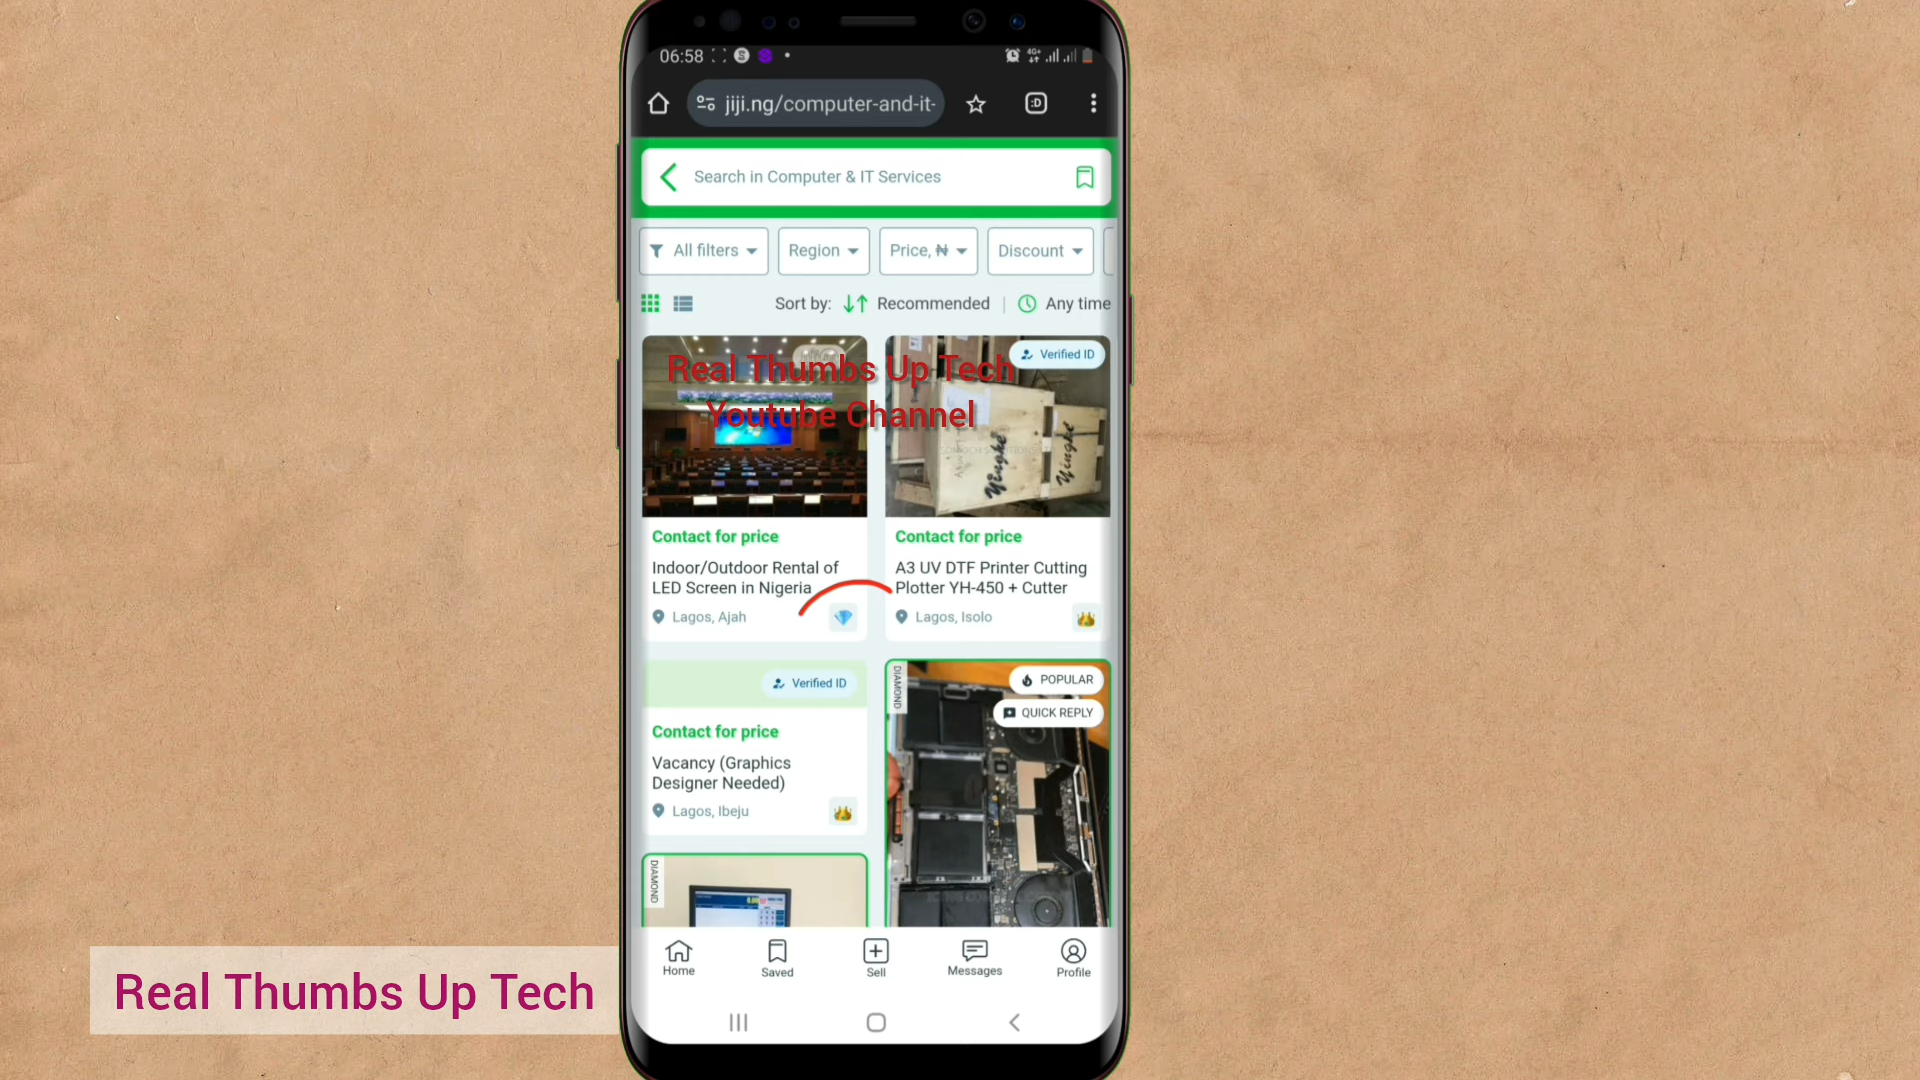 06:58
4G+
jiji.ng/computer-and-it-
:D
Search in Computer & IT Services
All filters
Region
Price, ₦
Discount
Sort by:
Recommended
Any time
Verified ID
Real Thumbs Up Tech
Youtube Channel
Yingke
Yingke
Contact for price
Indoor/Outdoor Rental of
LED Screen in Nigeria
Lagos, Ajah
Contact for price
A3 UV DTF Printer Cutting
Plotter YH-450 + Cutter
Lagos, Isolo
Verified ID
Contact for price
Vacancy (Graphics
Designer Needed)
Lagos, Ibeju
DIAMOND
POPULAR
QUICK REPLY
DIAMOND
Home
Saved
Sell
Messages
Profile
Real Thumbs Up Tech